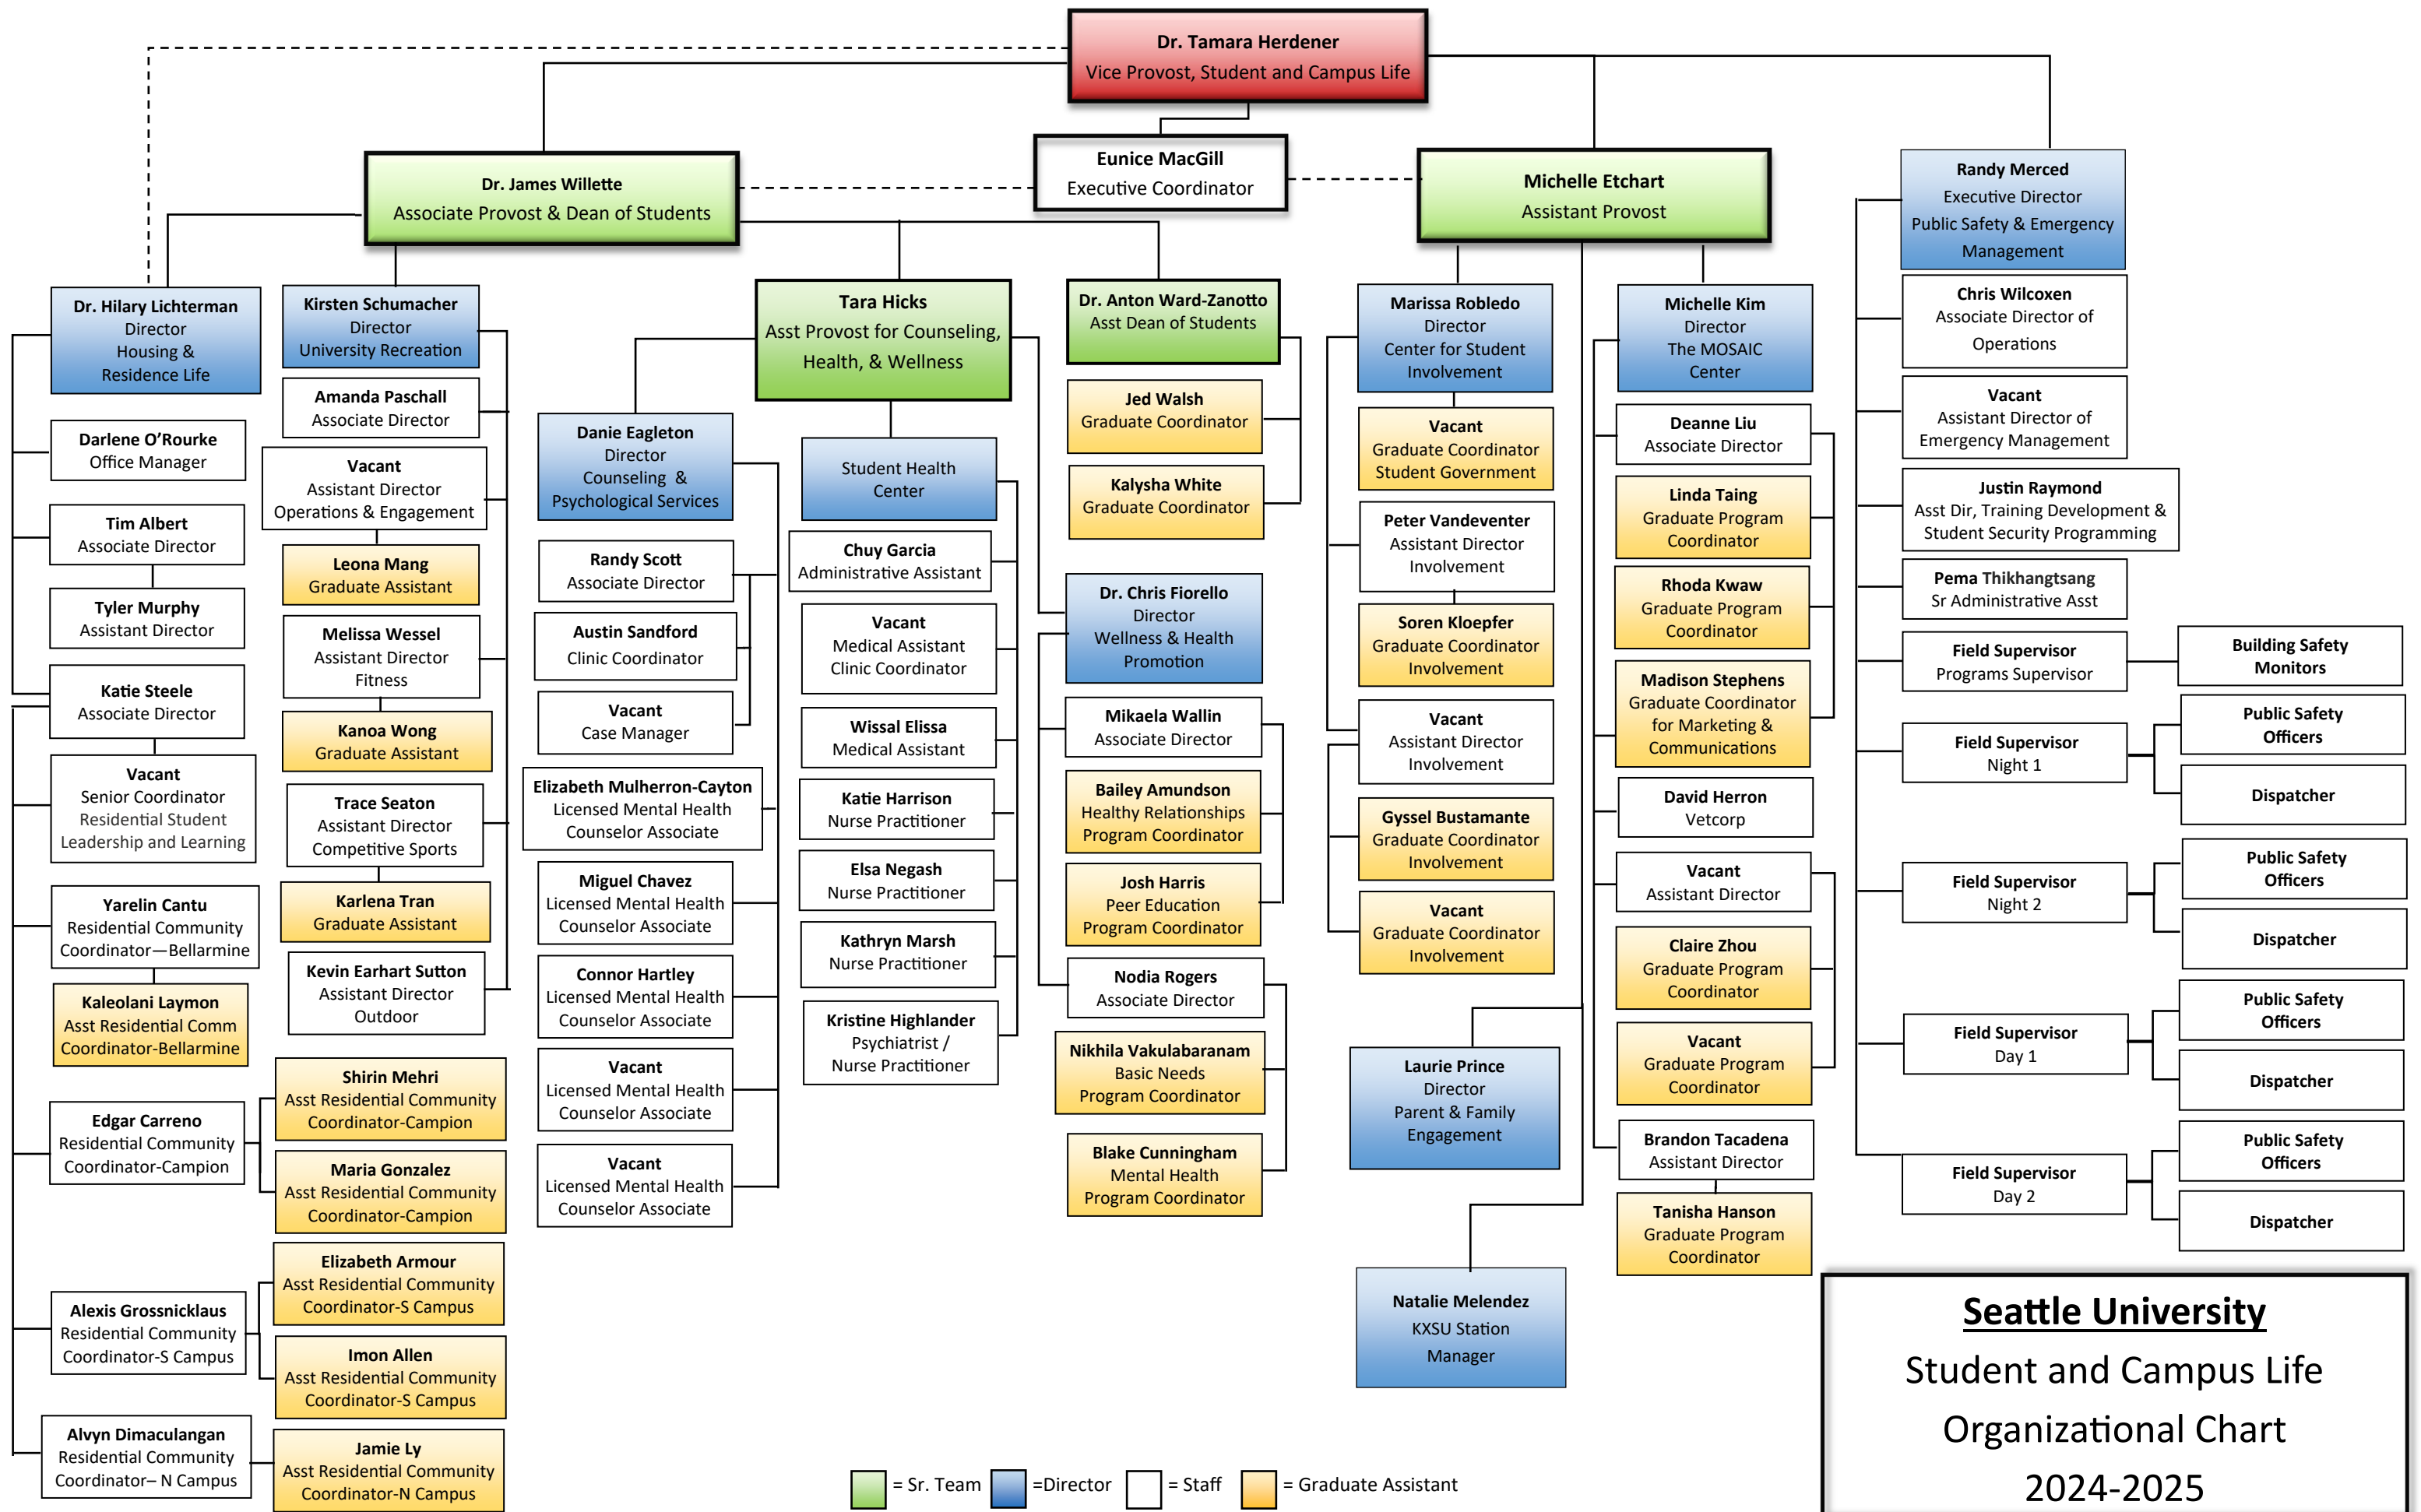 Dr. Tamara Herdener
Vice Provost, Student and Campus Life
Eunice MacGill
Executive Coordinator
Dr. James Willette
Associate Provost & Dean of Students
Michelle Etchart
Assistant Provost
Randy Merced
Executive Director
Public Safety & Emergency
Management
Dr. Hilary Lichterman
Director
Housing &
Residence Life
Darlene O’Rourke
Office Manager
Tim Albert
Associate Director
Tyler Murphy
Assistant Director
Katie Steele
Associate Director
Vacant
Senior Coordinator
Residential Student
Leadership and Learning
Yarelin Cantu
Residential Community
Coordinator—Bellarmine
Kaleolani Laymon
Asst Residential Comm
Coordinator-Bellarmine
Edgar Carreno
Residential Community
Coordinator-Campion
Shirin Mehri
Asst Residential Community
Coordinator-Campion
Maria Gonzalez
Asst Residential Community
Coordinator-Campion
Alexis Grossnicklaus
Residential Community
Coordinator-S Campus
Elizabeth Armour
Asst Residential Community
Coordinator-S Campus
Imon Allen
Asst Residential Community
Coordinator-S Campus
Alvyn Dimaculangan
Residential Community
Coordinator– N Campus
Jamie Ly
Asst Residential Community
Coordinator-N Campus
Kirsten Schumacher
Director
University Recreation
Amanda Paschall
Associate Director
Vacant
Assistant Director
Operations & Engagement
Leona Mang
Graduate Assistant
Melissa Wessel
Assistant Director
Fitness
Kanoa Wong
Graduate Assistant
Trace Seaton
Assistant Director
Competitive Sports
Karlena Tran
Graduate Assistant
Kevin Earhart Sutton
Assistant Director
Outdoor
Tara Hicks
Asst Provost for Counseling,
Health, & Wellness
Danie Eagleton
Director
Counseling &
Psychological Services
Randy Scott
Associate Director
Austin Sandford
Clinic Coordinator
Vacant
Case Manager
Elizabeth Mulherron-Cayton
Licensed Mental Health
Counselor Associate
Miguel Chavez
Licensed Mental Health
Counselor Associate
Connor Hartley
Licensed Mental Health
Counselor Associate
Vacant
Licensed Mental Health
Counselor Associate
Vacant
Licensed Mental Health
Counselor Associate
Student Health
Center
Chuy Garcia
Administrative Assistant
Vacant
Medical Assistant
Clinic Coordinator
Wissal Elissa
Medical Assistant
Katie Harrison
Nurse Practitioner
Elsa Negash
Nurse Practitioner
Kathryn Marsh
Nurse Practitioner
Kristine Highlander
Psychiatrist /
Nurse Practitioner
Dr. Anton Ward-Zanotto
Asst Dean of Students
Jed Walsh
Graduate Coordinator
Kalysha White
Graduate Coordinator
Dr. Chris Fiorello
Director
Wellness & Health
Promotion
Mikaela Wallin
Associate Director
Bailey Amundson
Healthy Relationships
Program Coordinator
Josh Harris
Peer Education
Program Coordinator
Nodia Rogers
Associate Director
Nikhila Vakulabaranam
Basic Needs
Program Coordinator
Blake Cunningham
Mental Health
Program Coordinator
Marissa Robledo
Director
Center for Student
Involvement
Vacant
Graduate Coordinator
Student Government
Peter Vandeventer
Assistant Director
Involvement
Soren Kloepfer
Graduate Coordinator
Involvement
Vacant
Assistant Director
Involvement
Gyssel Bustamante
Graduate Coordinator
Involvement
Vacant
Graduate Coordinator
Involvement
Laurie Prince
Director
Parent & Family
Engagement
Natalie Melendez
KXSU Station
Manager
Michelle Kim
Director
The MOSAIC
Center
Deanne Liu
Associate Director
Linda Taing
Graduate Program
Coordinator
Rhoda Kwaw
Graduate Program
Coordinator
Madison Stephens
Graduate Coordinator
for Marketing &
Communications
David Herron
Vetcorp
Vacant
Assistant Director
Claire Zhou
Graduate Program
Coordinator
Vacant
Graduate Program
Coordinator
Brandon Tacadena
Assistant Director
Tanisha Hanson
Graduate Program
Coordinator
Chris Wilcoxen
Associate Director of
Operations
Vacant
Assistant Director of
Emergency Management
Justin Raymond
Asst Dir, Training Development &
Student Security Programming
Pema Thikhangtsang
Sr Administrative Asst
Field Supervisor
Programs Supervisor
Building Safety
Monitors
Field Supervisor
Night 1
Public Safety
Officers
Dispatcher
Field Supervisor
Night 2
Public Safety
Officers
Dispatcher
Field Supervisor
Day 1
Public Safety
Officers
Dispatcher
Field Supervisor
Day 2
Public Safety
Officers
Dispatcher
Seattle University
Student and Campus Life
Organizational Chart
2024-2025
= Sr. Team
=Director
= Staff
= Graduate Assistant